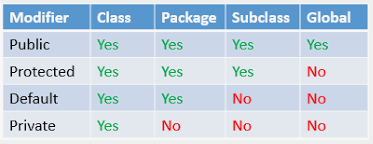 Modifier Class Package Subclass Global
Public Yes Yes Yes Yes
Protected Yes Yes Yes No
Default Yes Yes No No
Private Yes No No No